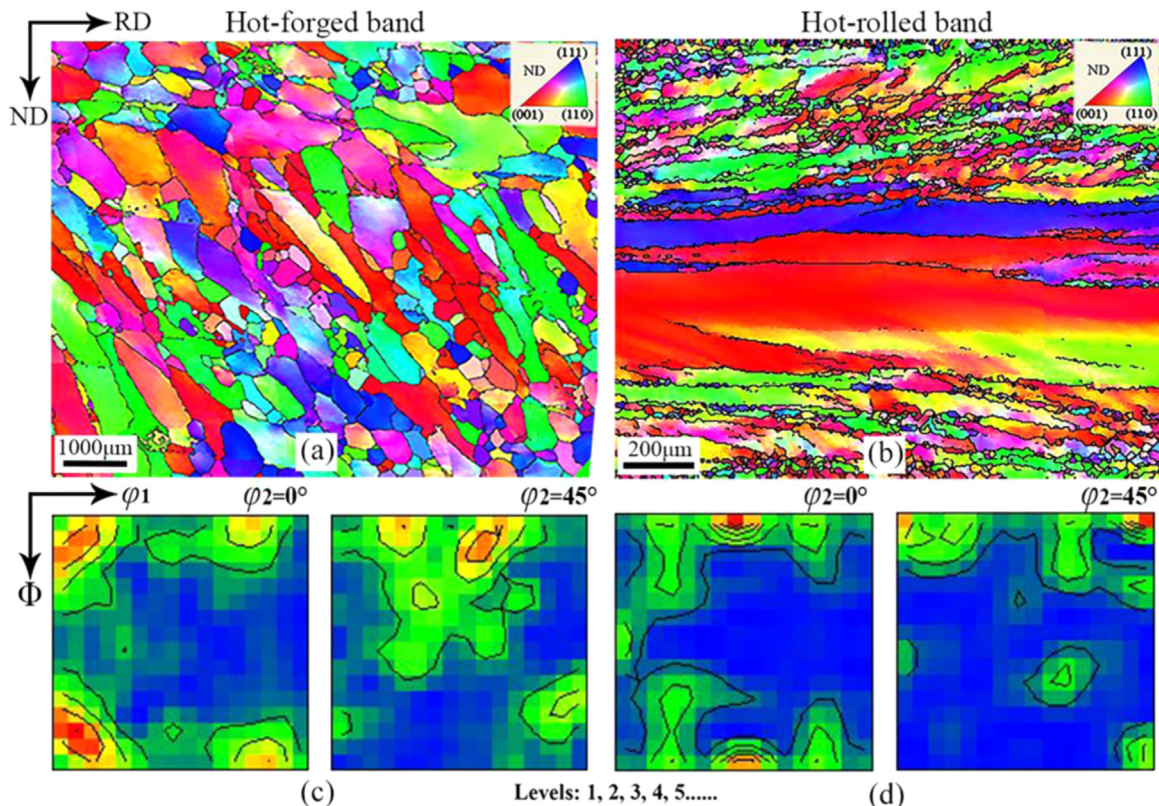 RD
ND
Hot-forged band
Hot-rolled band
(111)
ND
(001) (110)
(111)
ND
(001) (110)
1000μm
(a)
200μm
(b)
φ1
Φ
φ2=0°
φ2=45°
φ2=0°
φ2=45°
(c)
Levels: 1, 2, 3, 4, 5......
(d)